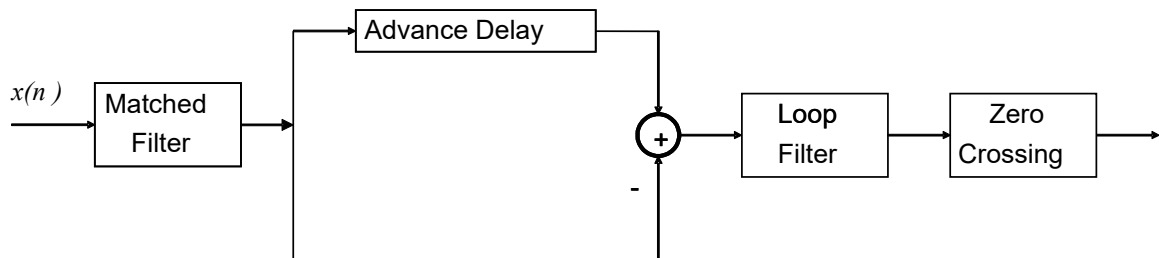 Advance Delay
x(n )
Matched
Filter
+
-
Loop
Filter
Zero
Crossing